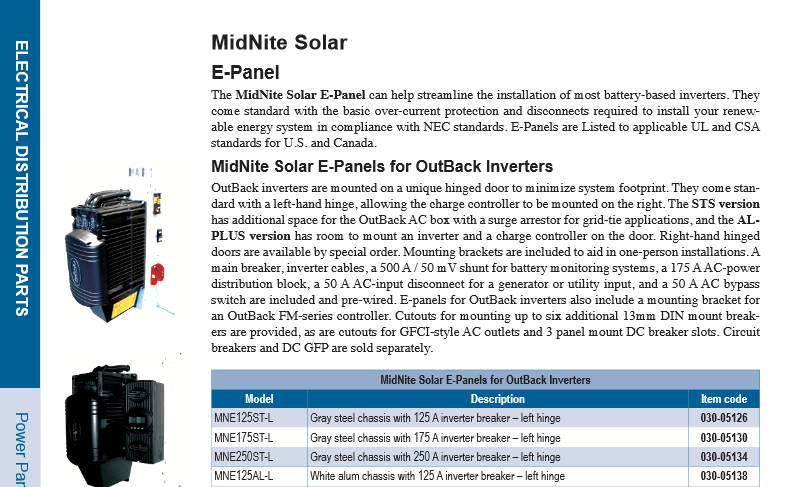 ELECTRICAL DISTRIBUTION PARTS
Power Pan
MidNite Solar
E-Panel
The MidNite Solar E-Panel can help streamline the installation of most battery-based inverters. They
come standard with the basic over-current protection and disconnects required to install your renew-
able energy system in compliance with NEC standards. E-Panels are Listed to applicable UL and CSA
standards for U.S. and Canada.
MidNite Solar E-Panels for OutBack Inverters
OutBack inverters are mounted on a unique hinged door to minimize system footprint. They come stan-
dard with a left-hand hinge, allowing the charge controller to be mounted on the right. The STS version
has additional space for the OutBack AC box with a surge arrestor for grid-tie applications, and the AL-
PLUS version has room to mount an inverter and a charge controller on the door. Right-hand hinged
doors are available by special order. Mounting brackets are included to aid in one-person installations. A
main breaker, inverter cables, a 500 A / 50 mV shunt for battery monitoring systems, a 175 A AC-power
distribution block, a 50 A AC-input disconnect for a generator or utility input, and a 50 A AC bypass
switch are included and pre-wired. E-panels for OutBack inverters also include a mounting bracket for
an OutBack FM-series controller. Cutouts for mounting up to six additional 13mm DIN mount break-
ers are provided, as are cutouts for GFCI-style AC outlets and 3 panel mount DC breaker slots. Circuit
breakers and DC GFP are sold separately.
MidNite Solar E-Panels for OutBack Inverters
Model Description Item code
MNE125ST-L Gray steel chassis with 125 A inverter breaker – left hinge 030-05126
MNE175ST-L Gray steel chassis with 175 A inverter breaker – left hinge 030-05130
MNE250ST-L Gray steel chassis with 250 A inverter breaker – left hinge 030-05134
MNE125AL-L White alum chassis with 125 A inverter breaker – left hinge 030-05138